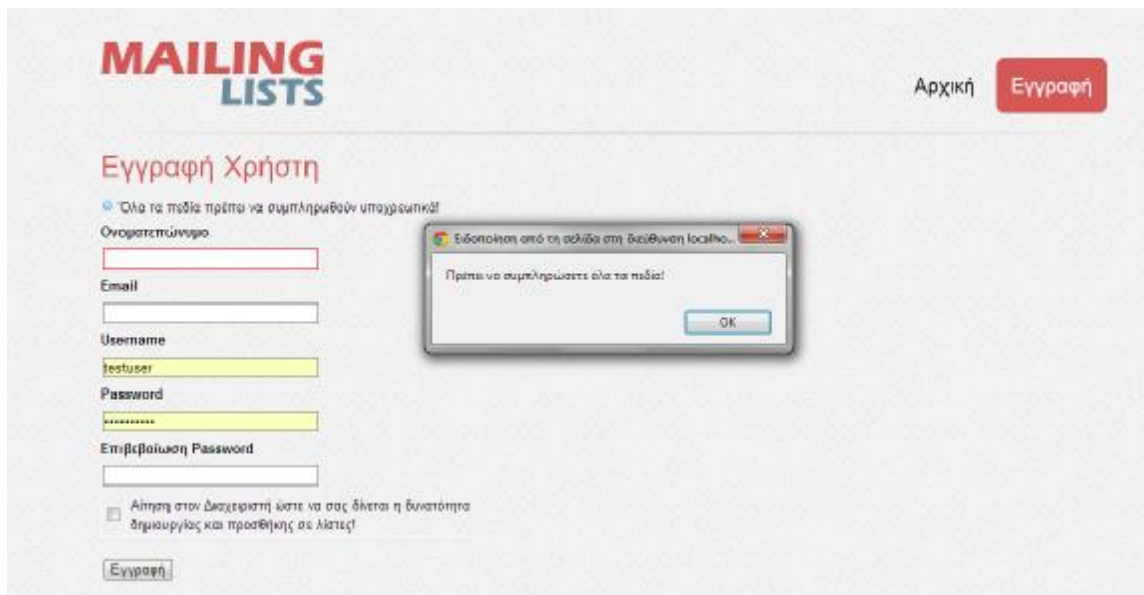 MAILING
LISTS
Αρχική
Εγγραφή
Εγγραφή Χρήστη
Όλα τα πεδία πρέπει να συμπληρωθούν υποχρεωτικά!
Ονοματεπώνυμο
Email
Username
testuser
Password
••••••••••
Επιβεβαίωση Password
Αίτηση στον Διαχειριστή ώστε να σας δίνεται η δυνατότητα
δημιουργίας και προσθήκης σε λίστες!
Εγγραφή
Ειδοποίηση από τη σελίδα στη διεύθυνση localho...
Πρέπει να συμπληρώσετε όλα τα πεδία!
OK